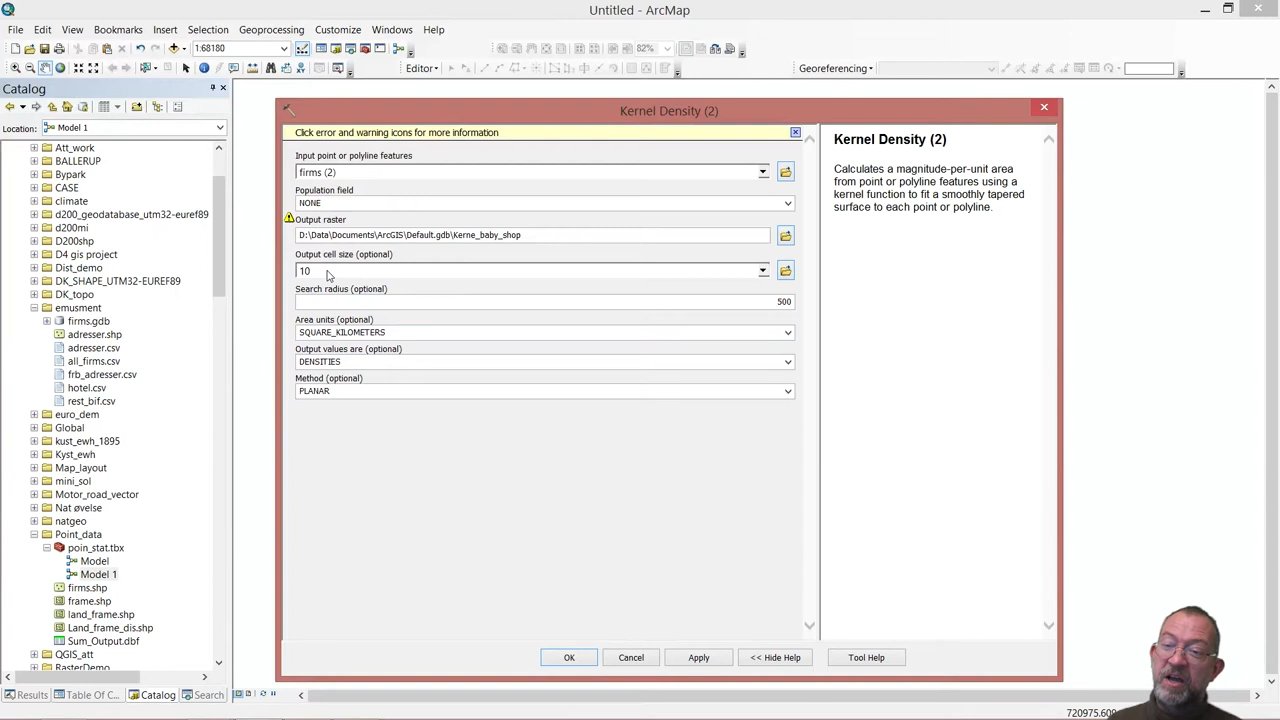 Untitled - ArcMap
File Edit View Bookmarks Insert Selection Geoprocessing Customize Windows Help
1:68180
82%
Editor
Georeferencing
Catalog
Location: Model 1
Att_work
BALLERUP
Bypark
CASE
climate
d200_geodatabase_utm32-euref89
d200mi
D200shp
D4 gis project
Dist_demo
DK_SHAPE_UTM32-EUREF89
DK_topo
emusment
firms.gdb
adresser.shp
adresser.csv
all_firms.csv
frb_adresser.csv
hotel.csv
rest_bif.csv
euro_dem
Global
kust_ewh_1895
Kyst_ewh
Map_layout
mini_sol
Motor_road_vector
Nat øvelse
natgeo
Point_data
poin_stat.tbx
Model
Model 1
firms.shp
frame.shp
land_frame.shp
Land_frame_dis.shp
Sum_Output.dbf
QGIS_att
RasterDemo
Results Table Of C... Catalog Search
Kernel Density (2)
Click error and warning icons for more information
Input point or polyline features
firms (2)
Population field
NONE
Output raster
D:\Data\Documents\ArcGIS\Default.gdb\Kerne_baby_shop
Output cell size (optional)
10
Search radius (optional)
500
Area units (optional)
SQUARE_KILOMETERS
Output values are (optional)
DENSITIES
Method (optional)
PLANAR
OK Cancel Apply << Hide Help Tool Help
Kernel Density (2)
Calculates a magnitude-per-unit area
from point or polyline features using a
kernel function to fit a smoothly tapered
surface to each point or polyline.